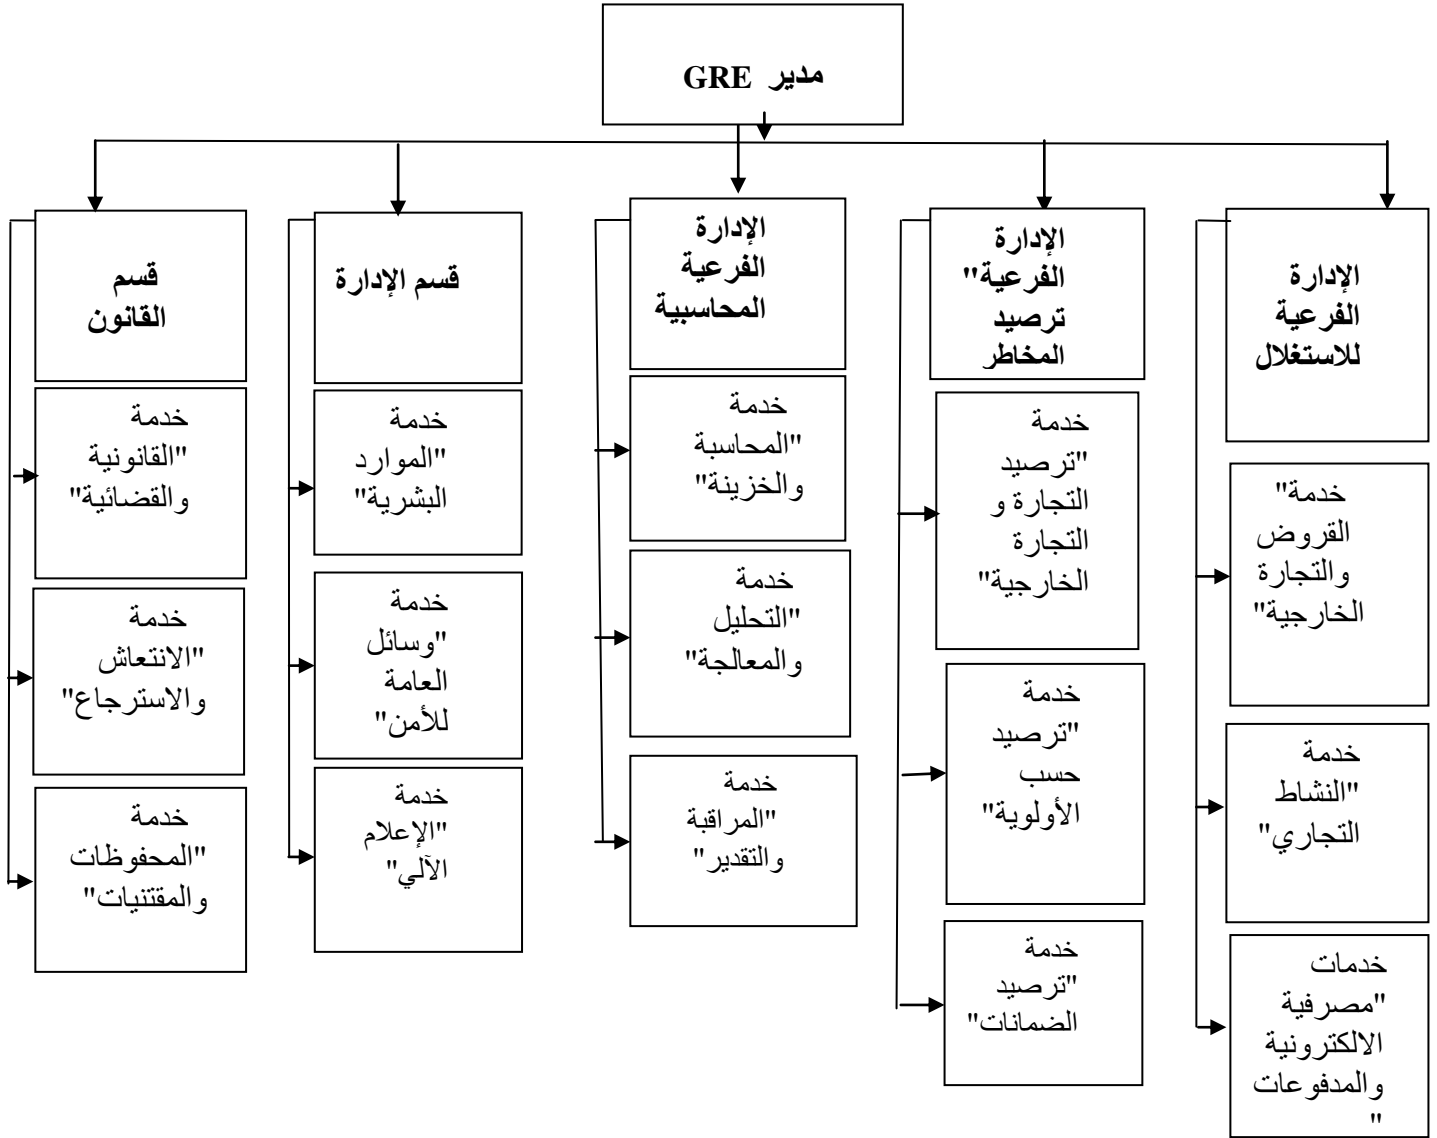 مدير GRE
الإدارة
الفرعية
للاستغلال
خدمة"
القروض
والتجارة
الخارجية"
خدمة
"النشاط
التجاري"
خدمات
"مصرفية
الالكترونية
والمدفوعات
"
الإدارة
الفرعية"
ترصيد
المخاطر
خدمة
"ترصيد
التجارة و
التجارة
الخارجية"
خدمة
"ترصيد
حسب
الأولوية"
خدمة
"ترصيد
الضمانات"
الإدارة
الفرعية
المحاسبية
خدمة
"المحاسبة
والخزينة"
خدمة
"التحليل
والمعالجة"
خدمة
"المراقبة
والتقدير"
قسم الإدارة
خدمة
"الموارد
البشرية"
خدمة
"وسائل
العامة
للأمن"
خدمة
"الإعلام
الآلي"
قسم
القانون
خدمة
"القانونية
والقضائية"
خدمة
"الانتعاش
والاسترجاع"
خدمة
"المحفوظات
والمقتنيات"